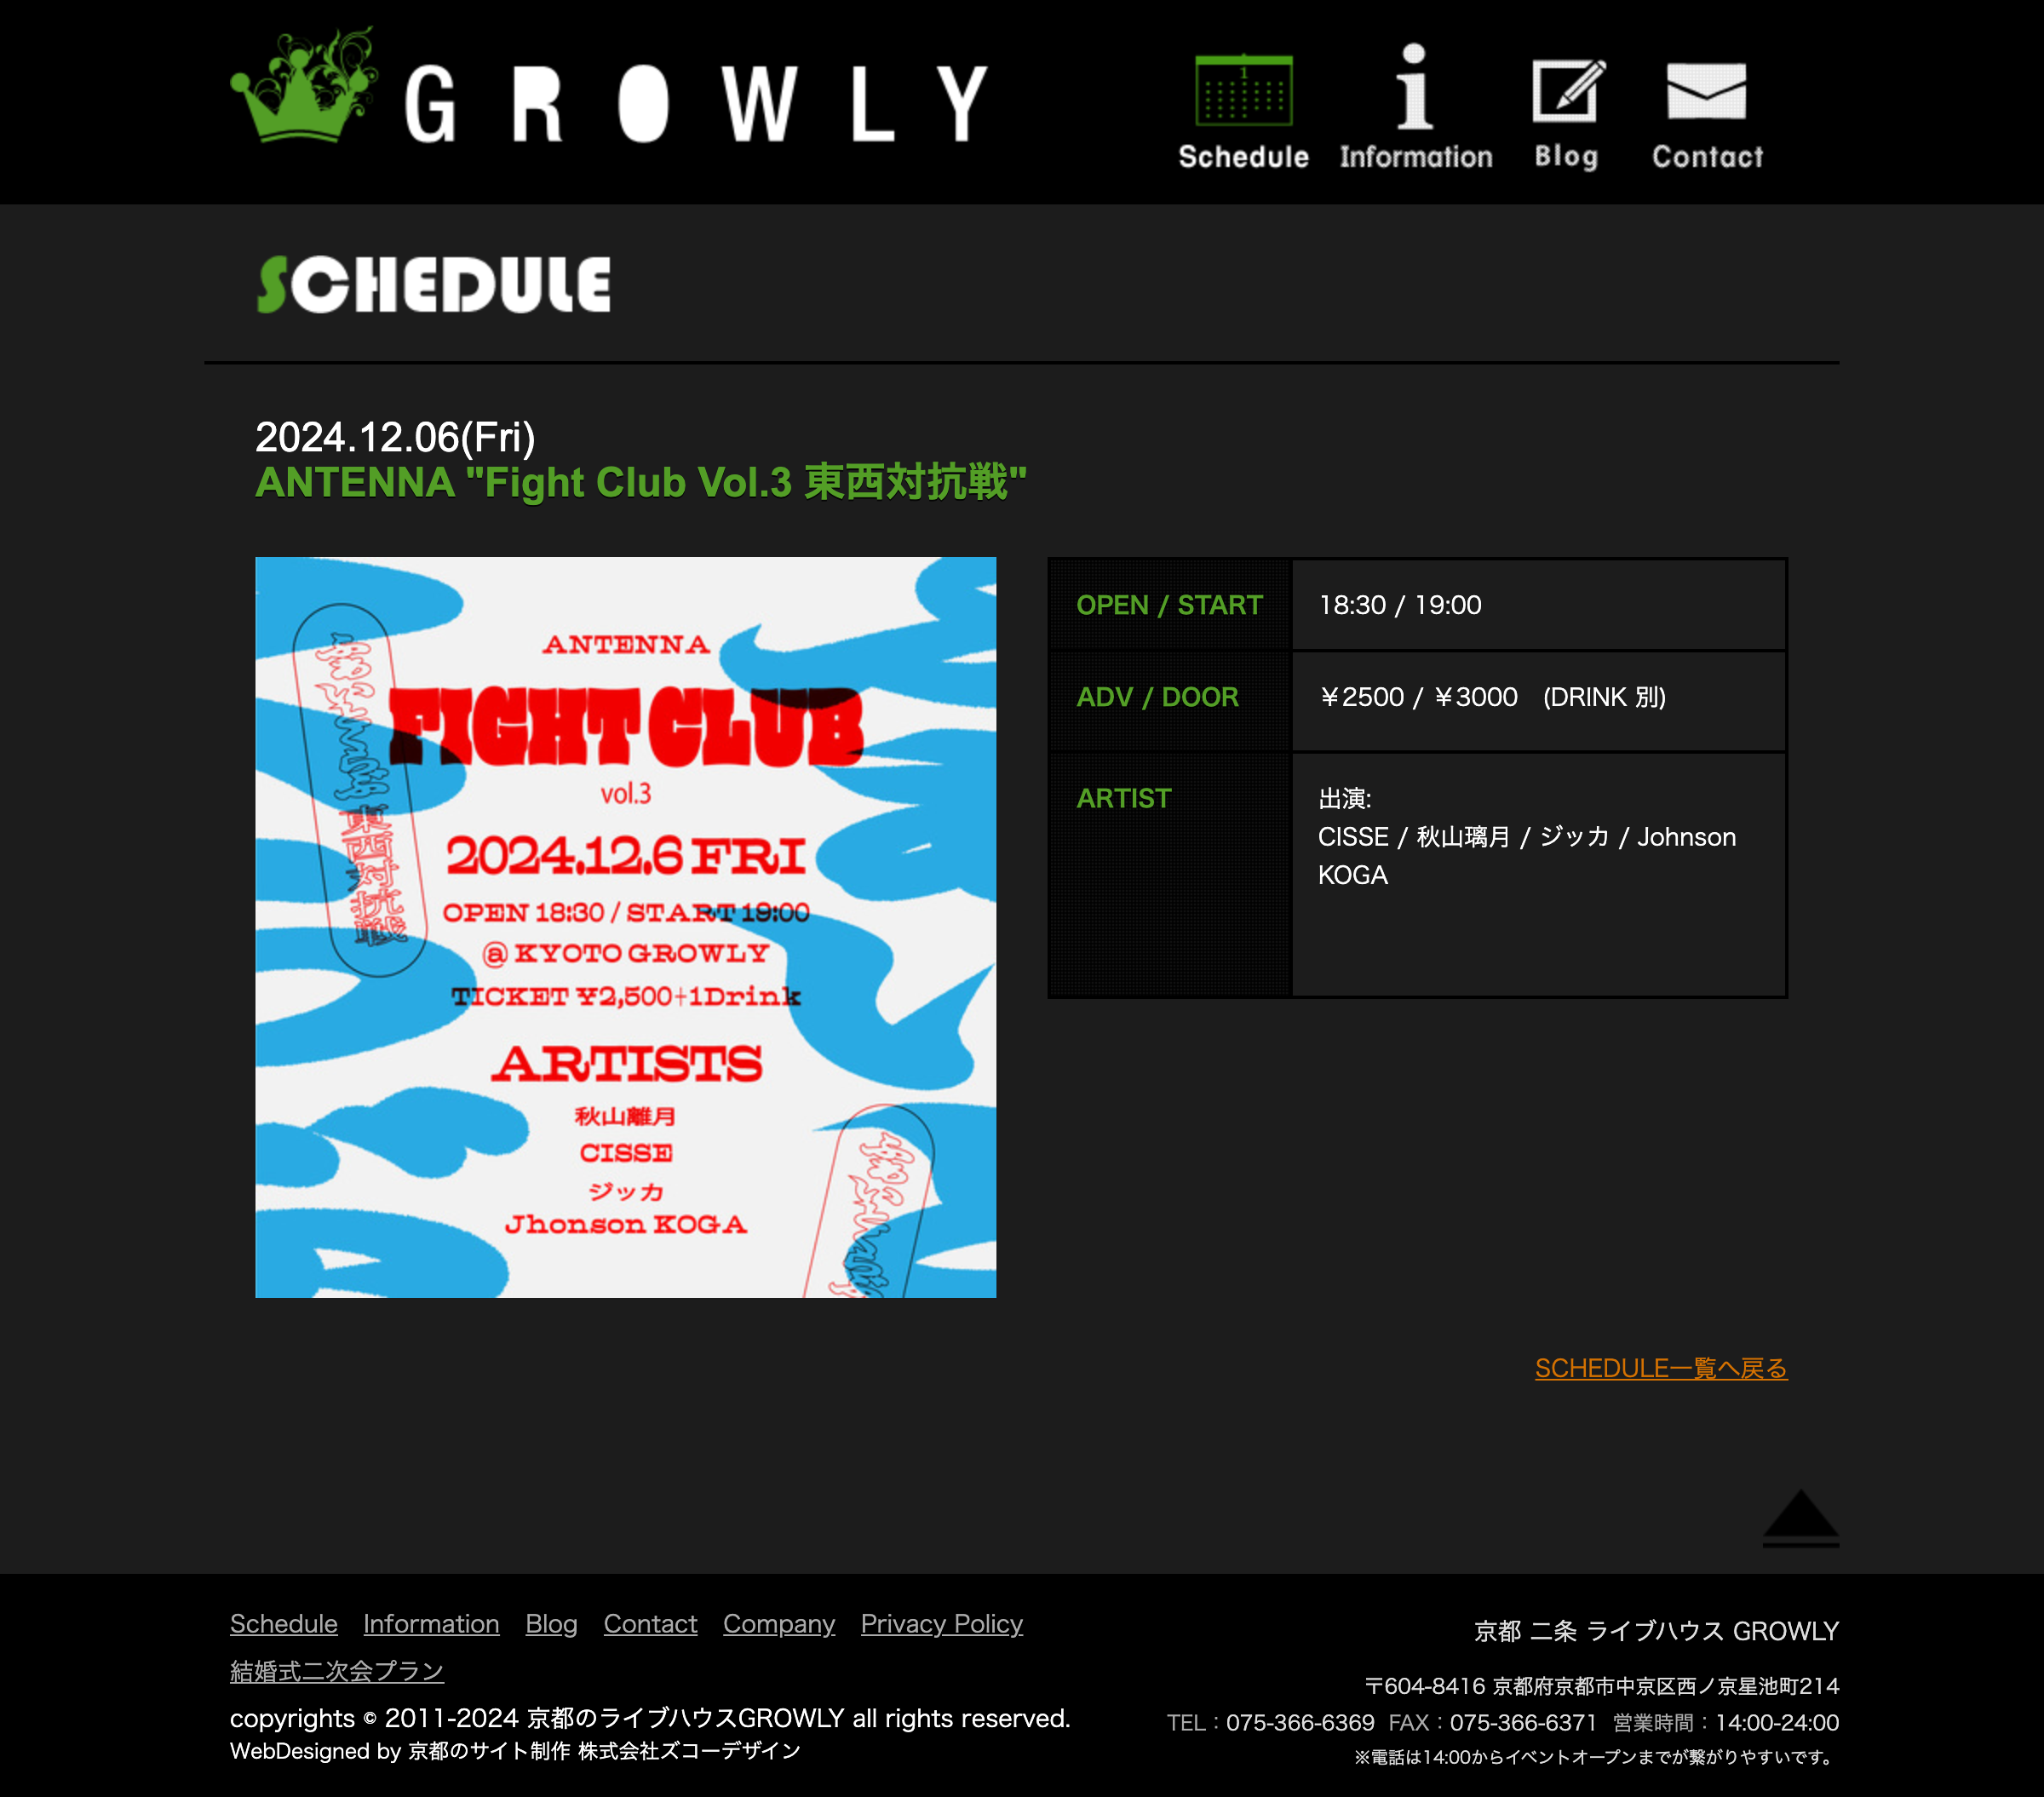 GROWLY
Schedule
Information
Blog
Contact
SCHEDULE
2024.12.06(Fri)
ANTENNA "Fight Club Vol.3 東西対抗戦"
ANTENNA
FIGHT CLUB
vol.3
2024.12.6 FRI
OPEN 18:30 / START 19:00
@ KYOTO GROWLY
TICKET ¥2,500+1Drink
ARTISTS
秋山離月
CISSE
ジッカ
Jhonson KOGA
東西対抗戦
OPEN / START
18:30 / 19:00
ADV / DOOR
￥2500 / ￥3000　(DRINK 別)
ARTIST
出演:
CISSE / 秋山璃月 / ジッカ / Johnson
KOGA
SCHEDULE一覧へ戻る
Schedule Information Blog Contact Company Privacy Policy
結婚式二次会プラン
copyrights © 2011-2024 京都のライブハウスGROWLY all rights reserved.
WebDesigned by 京都のサイト制作 株式会社ズコーデザイン
京都 二条 ライブハウス GROWLY
〒604-8416 京都府京都市中京区西ノ京星池町214
TEL：075-366-6369 FAX：075-366-6371 営業時間：14:00-24:00
※電話は14:00からイベントオープンまでが繋がりやすいです。